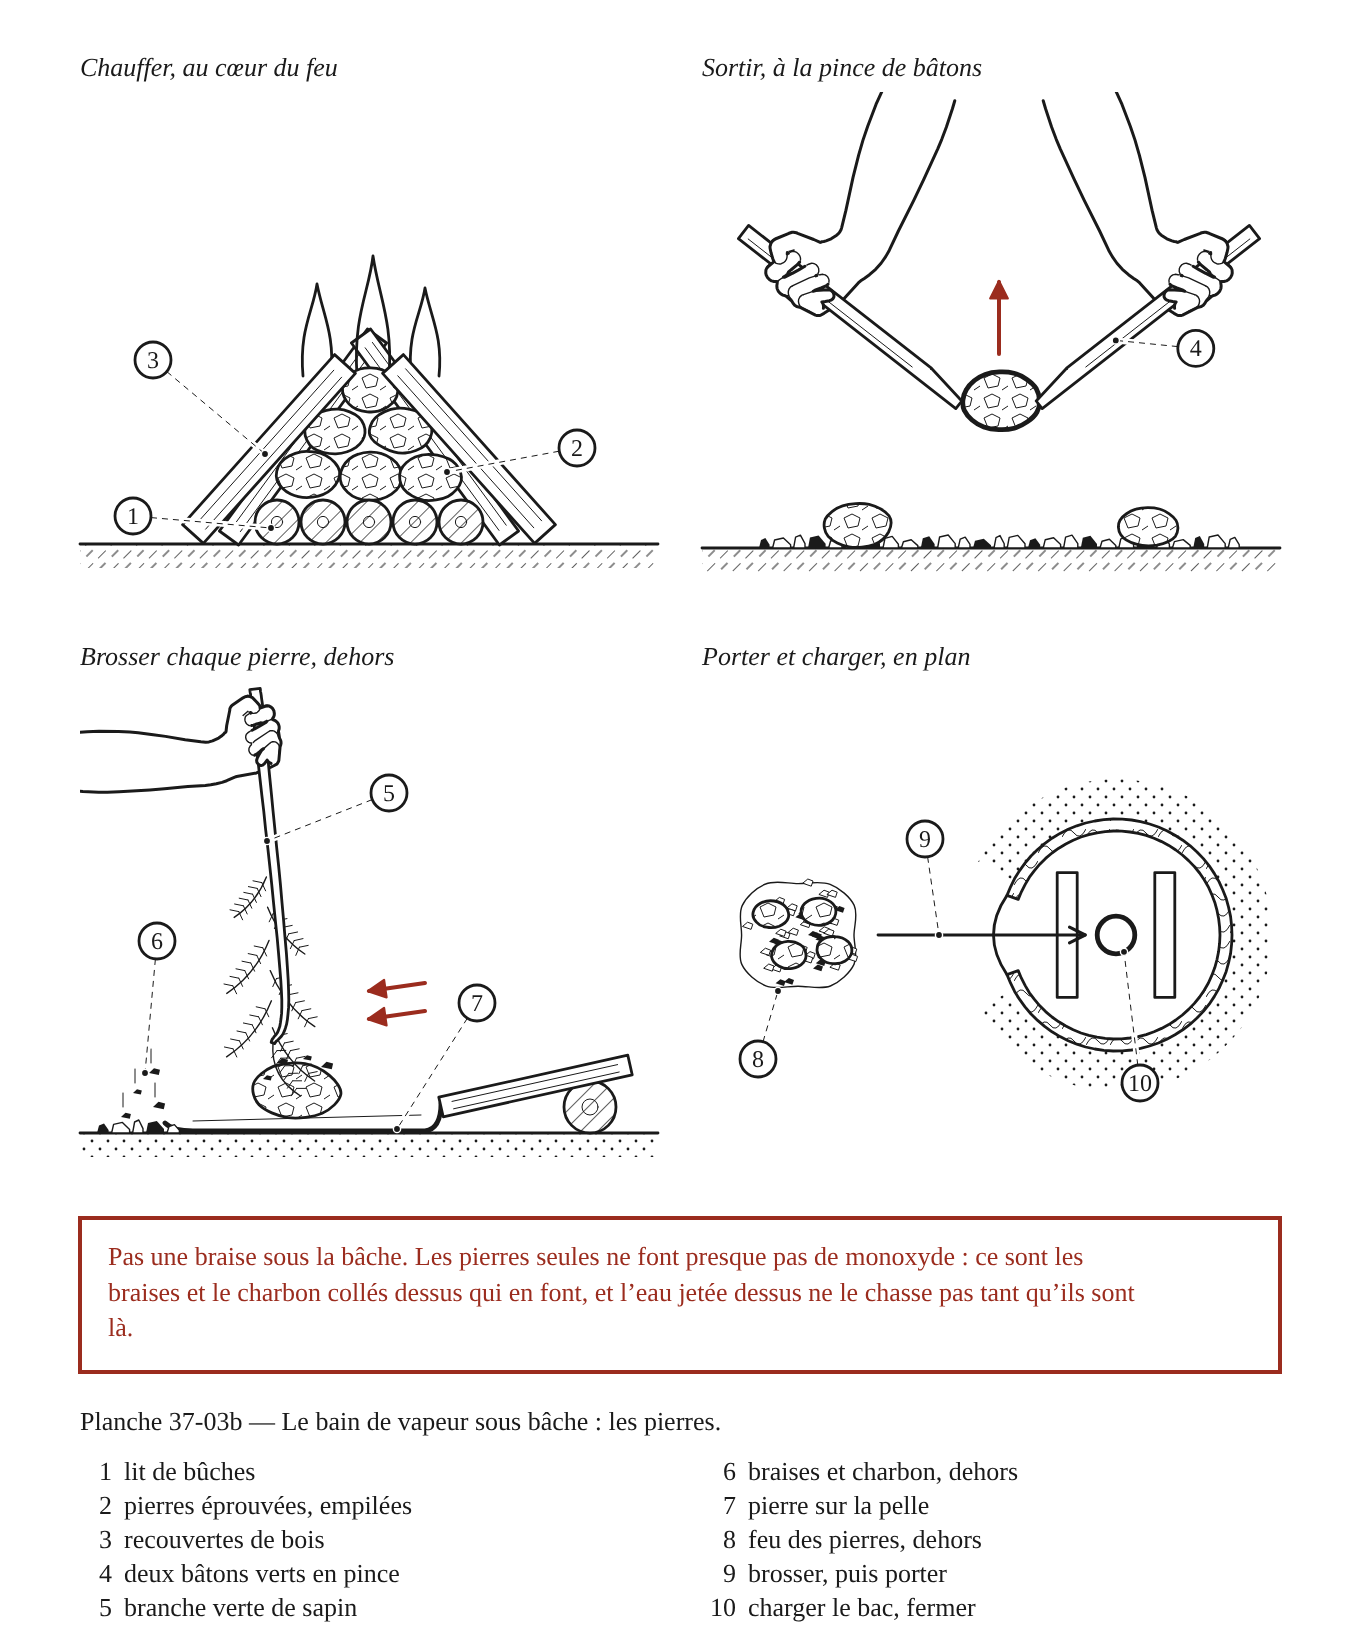 Chauffer, au cœur du feu
Sortir, à la pince de bâtons
3
2
1
4
Brosser chaque pierre, dehors
Porter et charger, en plan
5
6
7
9
8
10
Pas une braise sous la bâche. Les pierres seules ne font presque pas de monoxyde : ce sont les
braises et le charbon collés dessus qui en font, et l’eau jetée dessus ne le chasse pas tant qu’ils sont
là.
Planche 37-03b — Le bain de vapeur sous bâche : les pierres.
1 lit de bûches
2 pierres éprouvées, empilées
3 recouvertes de bois
4 deux bâtons verts en pince
5 branche verte de sapin
6 braises et charbon, dehors
7 pierre sur la pelle
8 feu des pierres, dehors
9 brosser, puis porter
10 charger le bac, fermer